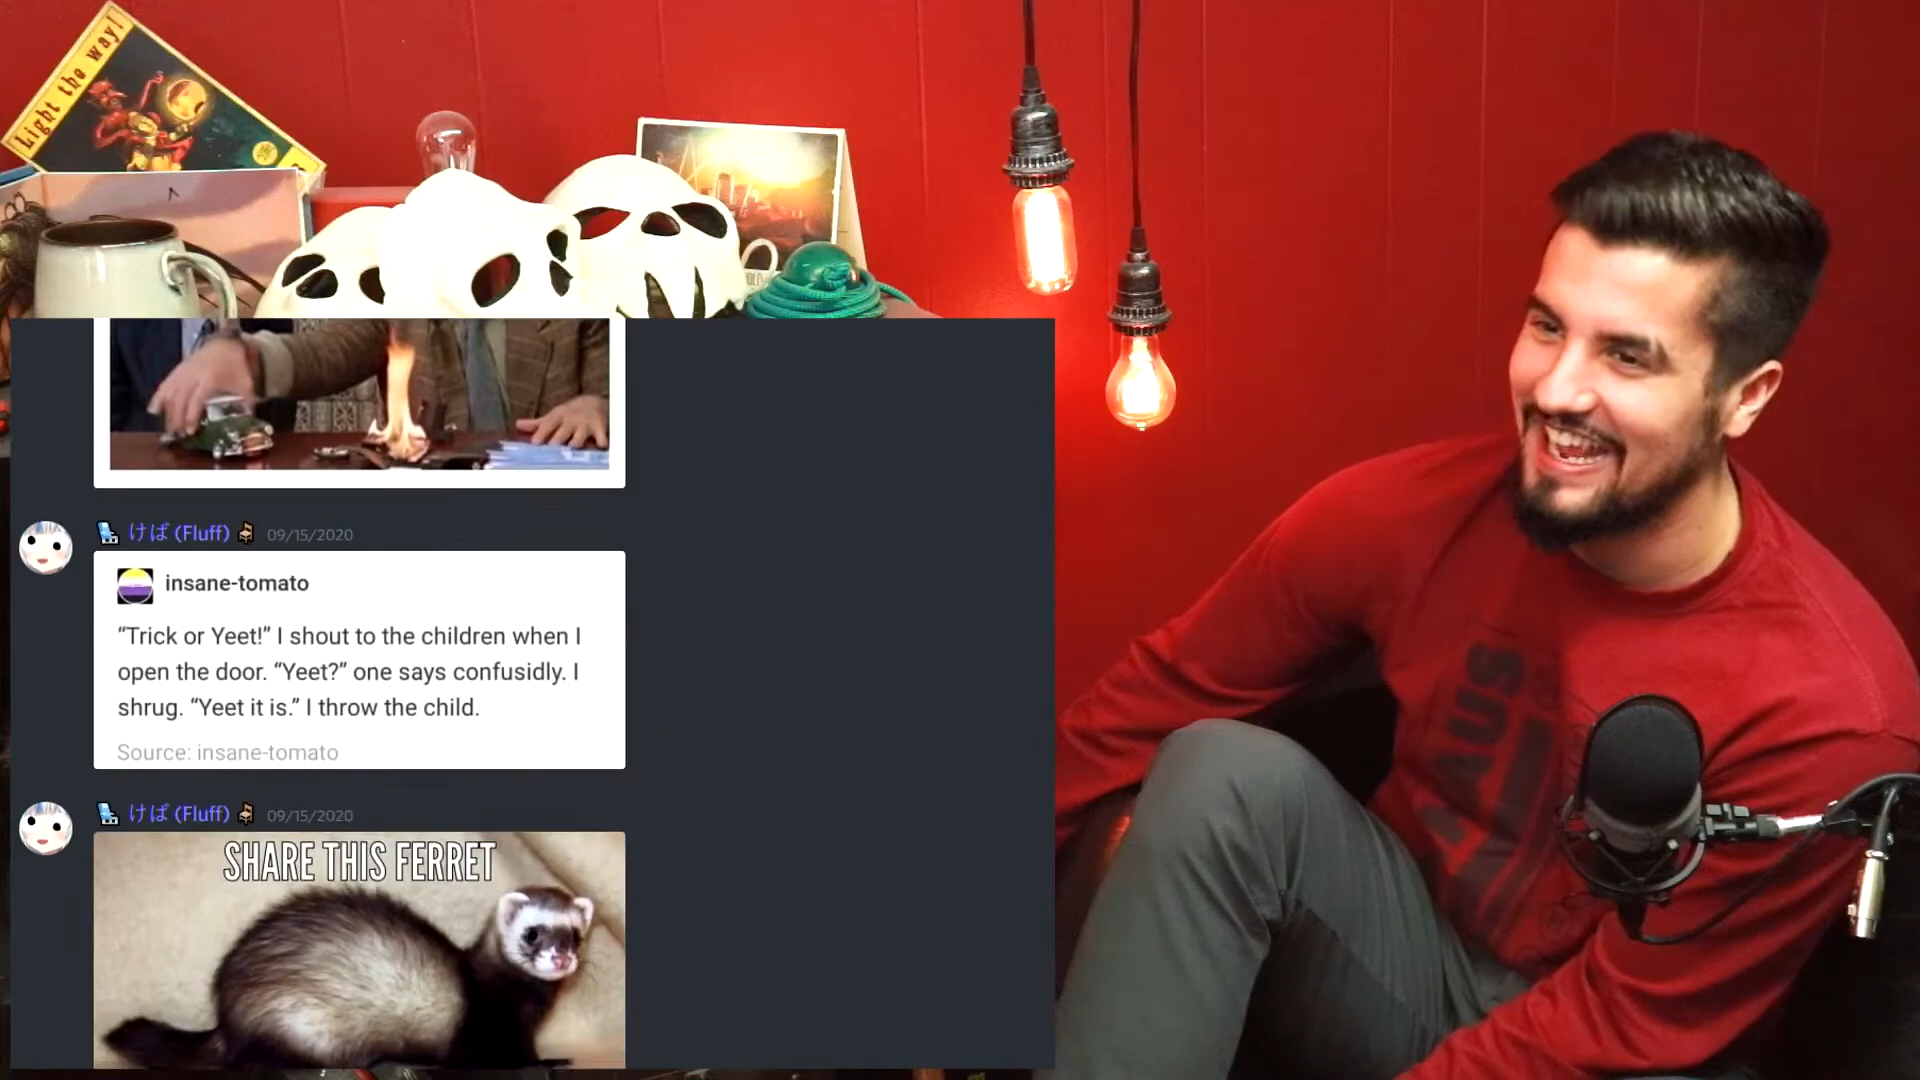 Light the way!
けば (Fluff) 09/15/2020
insane-tomato
“Trick or Yeet!” I shout to the children when I
open the door. “Yeet?” one says confusidly. I
shrug. “Yeet it is.” I throw the child.
Source: insane-tomato
けば (Fluff) 09/15/2020
SHARE THIS FERRET
AUS